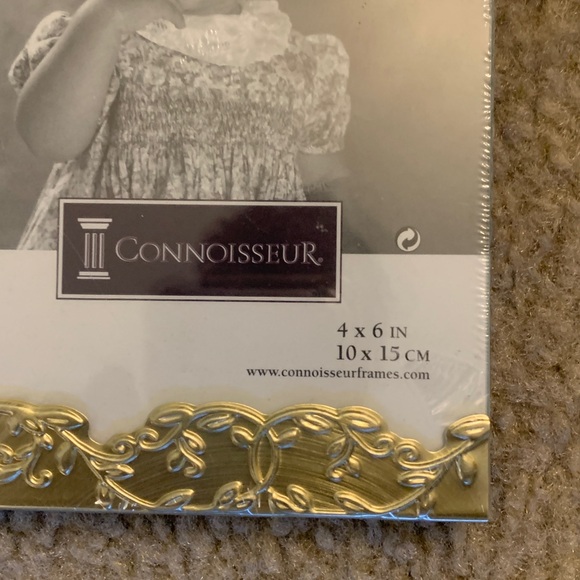 CONNOISSEUR®
4 x 6 IN
10 x 15 CM
www.connoisseurframes.com